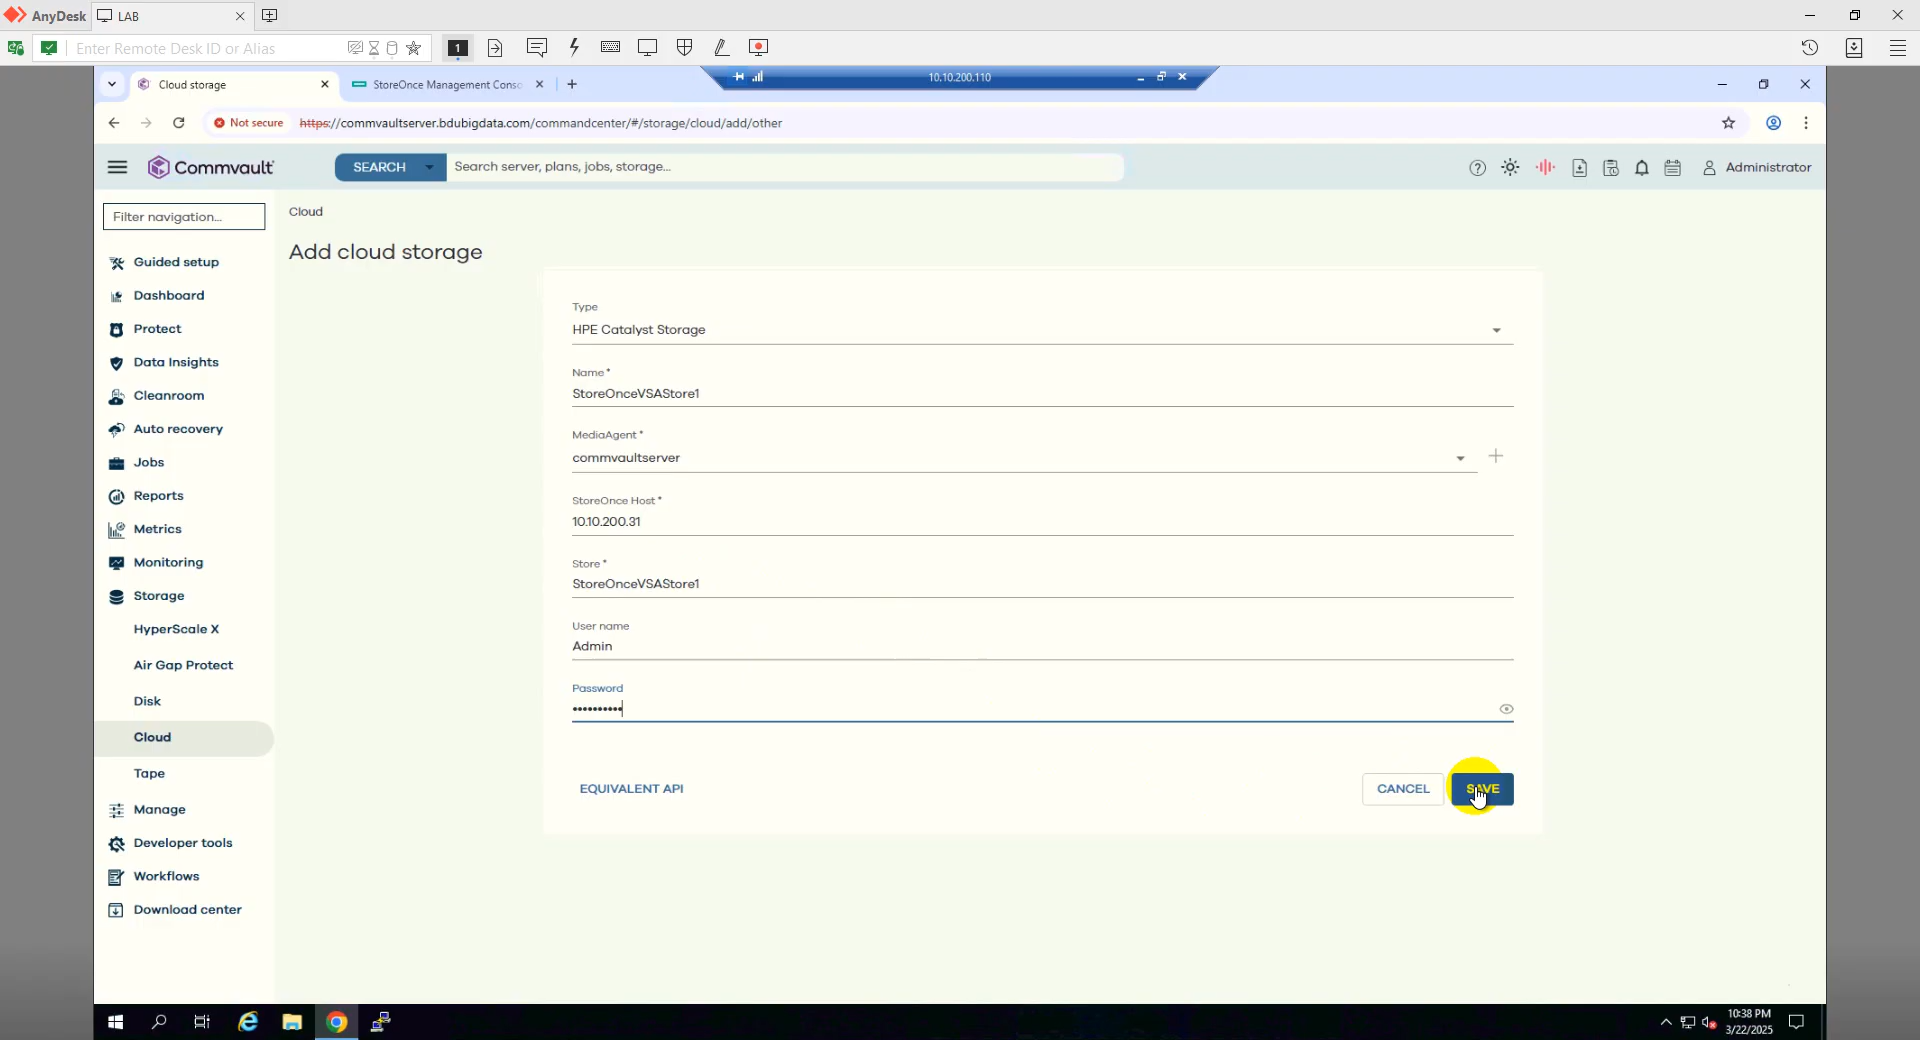 AnyDesk
LAB
Enter Remote Desk ID or Alias
1
Cloud storage
StoreOnce Management Conso
10.10.200.110
Not secure
https://commvaultserver.bdubigdata.com/commandcenter/#/storage/cloud/add/other
Commvault
SEARCH
Search server, plans, jobs, storage...
Administrator
Filter navigation...
Guided setup
Dashboard
Protect
Data Insights
Cleanroom
Auto recovery
Jobs
Reports
Metrics
Monitoring
Storage
HyperScale X
Air Gap Protect
Disk
Cloud
Tape
Manage
Developer tools
Workflows
Download center
Cloud
Add cloud storage
Type
HPE Catalyst Storage
Name *
StoreOnceVSAStore1
MediaAgent *
commvaultserver
StoreOnce Host *
10.10.200.31
Store *
StoreOnceVSAStore1
User name
Admin
Password
••••••••••
EQUIVALENT API
CANCEL
SAVE
10:38 PM
3/22/2025